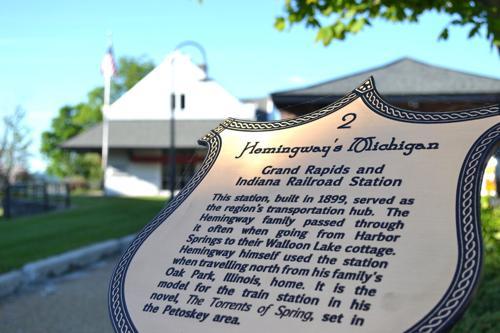 2
Hemingway's Michigan
Grand Rapids and
Indiana Railroad Station
This station, built in 1899, served as
the region's transportation hub. The
Hemingway family passed through
it often when going from Harbor
Springs to their Walloon Lake cottage.
Hemingway himself used the station
when travelling north from his family's
Oak Park, Illinois, home. It is the
model for the train station in his
novel, The Torrents of Spring, set in
the Petoskey area.